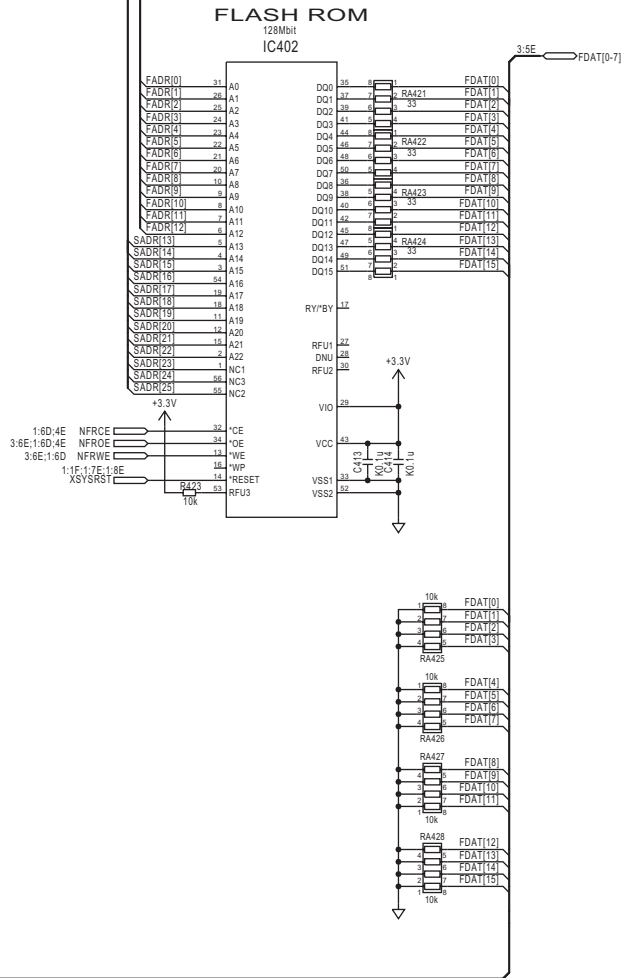 FLASH ROM
128Mbit
IC402
3:5E FDAT[0-7]
FADR[0] 31 A0 DQ0 35 8 1 FDAT[0]
FADR[1] 26 A1 DQ1 37 7 2 RA421 FDAT[1]
FADR[2] 25 A2 DQ2 39 6 3 33 FDAT[2]
FADR[3] 24 A3 DQ3 41 5 4 FDAT[3]
FADR[4] 23 A4 DQ4 44 8 1 FDAT[4]
FADR[5] 22 A5 DQ5 46 7 2 RA422 FDAT[5]
FADR[6] 21 A6 DQ6 48 6 3 33 FDAT[6]
FADR[7] 20 A7 DQ7 50 5 4 FDAT[7]
FADR[8] 10 A8 DQ8 36 FDAT[8]
FADR[9] 9 A9 DQ9 38 5 4 RA423 FDAT[9]
FADR[10] 8 A10 DQ10 40 6 3 33 FDAT[10]
FADR[11] 7 A11 DQ11 42 7 2 FDAT[11]
FADR[12] 6 A12 DQ12 45 8 1 FDAT[12]
SADR[13] 5 A13 DQ13 47 5 4 RA424 FDAT[13]
SADR[14] 4 A14 DQ14 49 6 3 33 FDAT[14]
SADR[15] 3 A15 DQ15 51 7 2 FDAT[15]
SADR[16] 54 A16 8 1
SADR[17] 19 A17
SADR[18] 18 A18 RY/*BY 17
SADR[19] 11 A19
SADR[20] 12 A20
SADR[21] 15 A21 RFU1 27
SADR[22] 2 A22 DNU 28
SADR[23] 1 NC1 RFU2 30 +3.3V
SADR[24] 56 NC3
SADR[25] 55 NC2
+3.3V VIO 29
1:6D;4E NFRCE 32 *CE
3:6E;1:6D;4E NFROE 34 *OE VCC 43
3:6E;1:6D NFRWE 13 *WE C413 K0.1u C414 K0.1u
16 *WP
1:1F;1:7E;1:8E
XSYSRST 14 *RESET VSS1 33
R423 53 RFU3 VSS2 52
10k
10k
1 8 FDAT[0]
2 7 FDAT[1]
3 6 FDAT[2]
4 5 FDAT[3]
RA425
10k
1 8 FDAT[4]
2 7 FDAT[5]
3 6 FDAT[6]
4 5 FDAT[7]
RA426
RA427
FDAT[8]
4 5 FDAT[9]
3 6 FDAT[10]
2 7 FDAT[11]
1 8
10k
RA428
FDAT[12]
4 5 FDAT[13]
3 6 FDAT[14]
2 7 FDAT[15]
1 8
10k